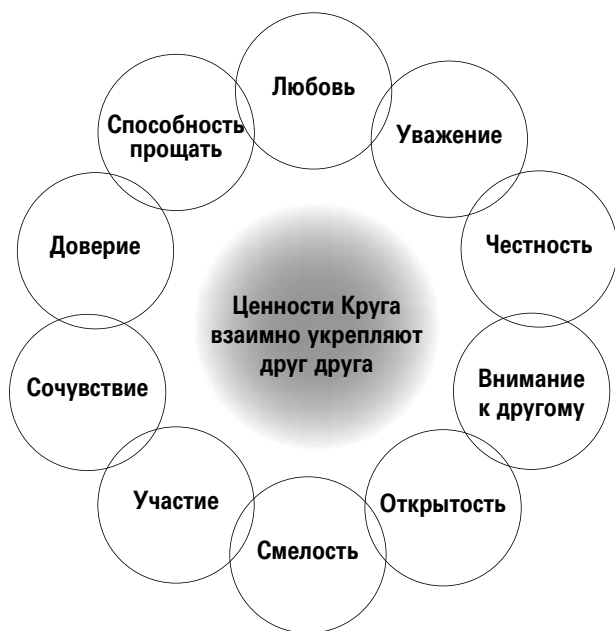 Любовь
Уважение
Честность
Внимание
к другому
Открытость
Смелость
Участие
Сочувствие
Доверие
Способность
прощать
Ценности Круга
взаимно укрепляют
друг друга